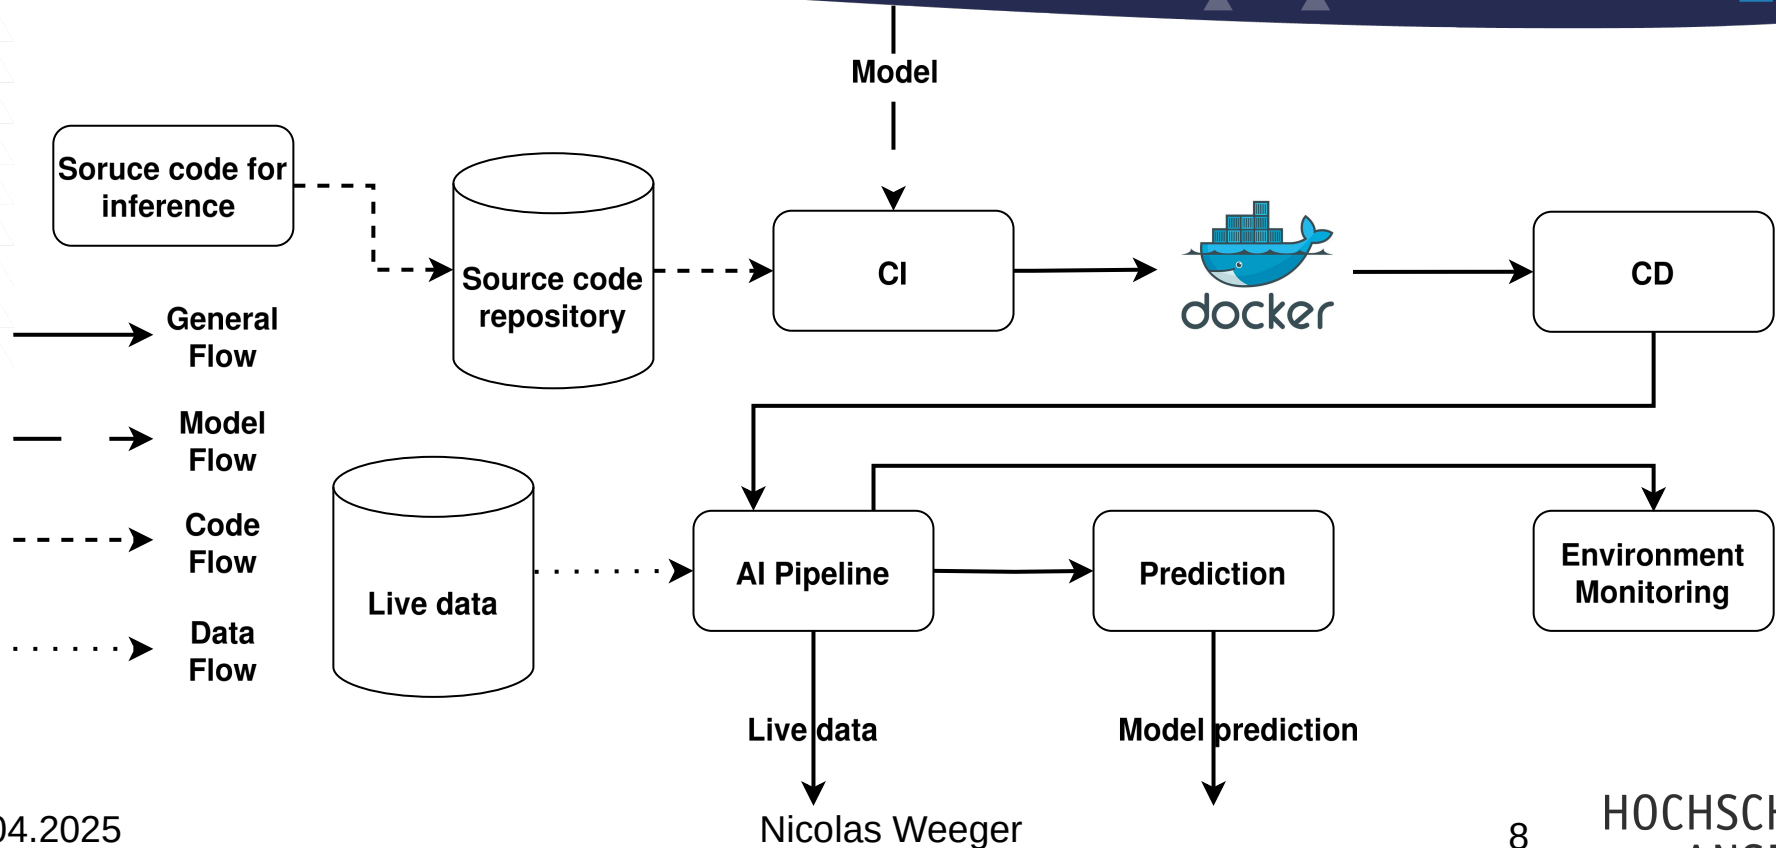 Model
Soruce code for
inference
Source code
repository
CI
docker
CD
General
Flow
Model
Flow
Code
Flow
Data
Flow
Live data
AI Pipeline
Prediction
Environment
Monitoring
Live data
Model prediction
04.2025
Nicolas Weeger
8
HOCHSCH